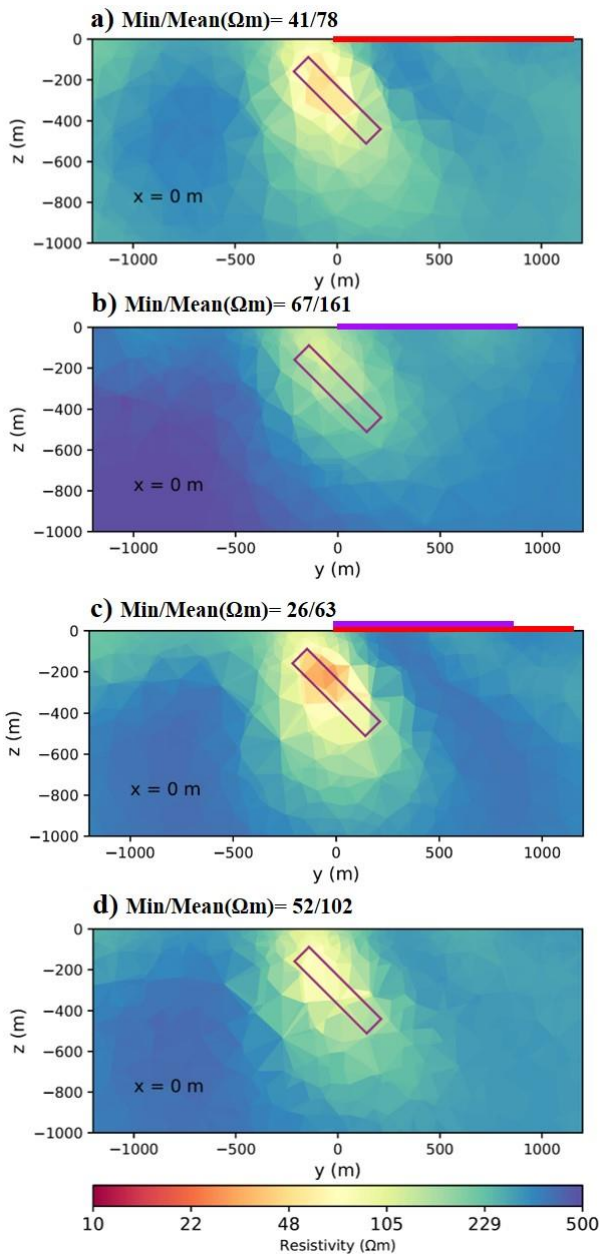 a) Min/Mean(Ωm)= 41/78
0
−200
−400
−600
−800
−1000
z (m)
x = 0 m
−1000 −500 0 500 1000
y (m)
b) Min/Mean(Ωm)= 67/161
0
−200
−400
−600
−800
−1000
z (m)
x = 0 m
−1000 −500 0 500 1000
y (m)
c) Min/Mean(Ωm)= 26/63
0
−200
−400
−600
−800
−1000
z (m)
x = 0 m
−1000 −500 0 500 1000
y (m)
d) Min/Mean(Ωm)= 52/102
0
−200
−400
−600
−800
−1000
z (m)
x = 0 m
−1000 −500 0 500 1000
y (m)
10 22 48 105 229 500
Resistivity (Ωm)